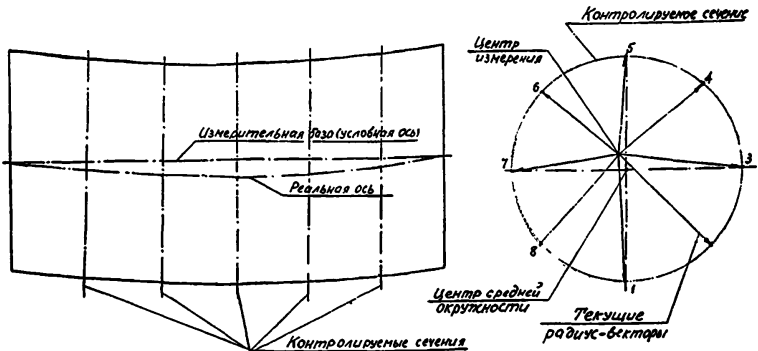 Измерительная база (условная ось)
Реальная ось
Контролируемые сечения
Контролируемое сечение
Центр
измерения
5
4
6
7
3
8
1
Центр средней
окружности
Текущие
радиус-векторы